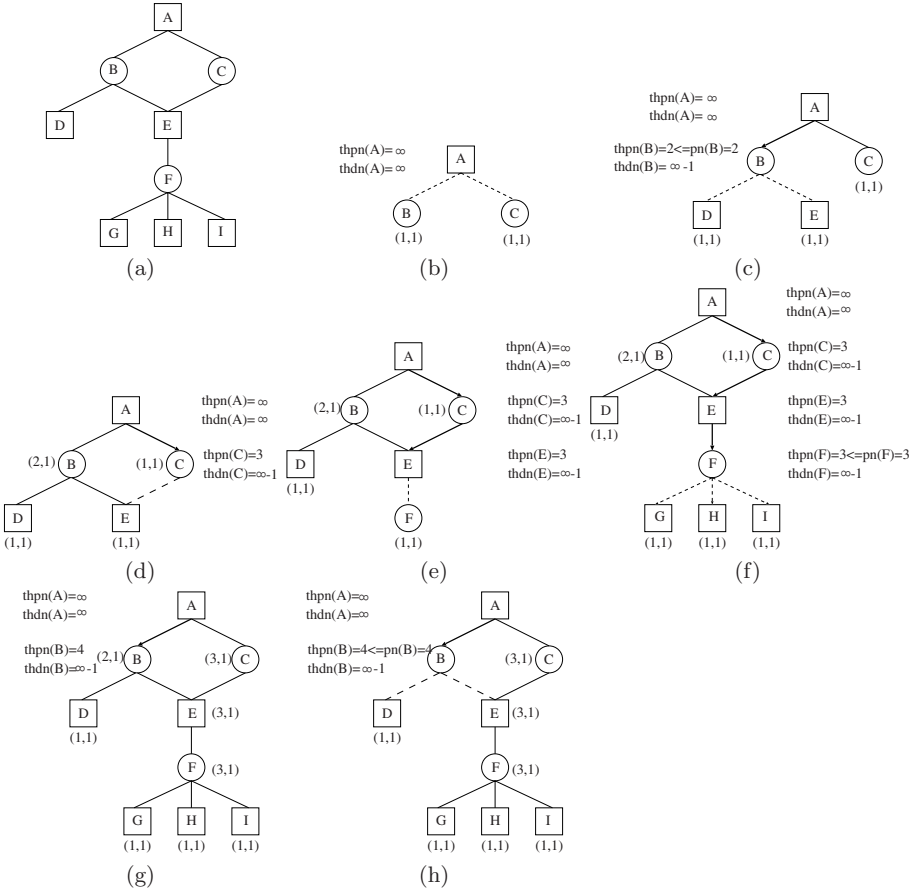 A
B
C
D
E
F
G
H
I
(a)
thpn(A)= ∞
thdn(A)= ∞
A
B
C
(1,1)
(1,1)
(b)
thpn(A)= ∞
thdn(A)= ∞
A
thpn(B)=2<=pn(B)=2
thdn(B)= ∞-1
B
C
(1,1)
D
E
(1,1)
(1,1)
(c)
A
thpn(A)=∞
thdn(A)=∞
(2,1)
B
(1,1)
C
thpn(C)=3
thdn(C)=∞-1
D
E
(1,1)
(1,1)
(d)
A
thpn(A)=∞
thdn(A)=∞
(2,1)
B
(1,1)
C
thpn(C)=3
thdn(C)=∞-1
D
E
(1,1)
thpn(E)=3
thdn(E)=∞-1
F
(1,1)
(e)
A
thpn(A)=∞
thdn(A)=∞
(2,1)
B
(1,1)
C
thpn(C)=3
thdn(C)=∞-1
D
E
(1,1)
thpn(E)=3
thdn(E)=∞-1
F
thpn(F)=3<=pn(F)=3
thdn(F)=∞-1
G
H
I
(1,1)
(1,1)
(1,1)
(f)
thpn(A)=∞
thdn(A)=∞
A
thpn(B)=4
thdn(B)=∞-1
(2,1)
B
(3,1)
C
D
E
(3,1)
(1,1)
F
(3,1)
G
H
I
(1,1)
(1,1)
(1,1)
(g)
thpn(A)=∞
thdn(A)=∞
A
thpn(B)=4<=pn(B)=4
thdn(B)=∞-1
B
(3,1)
C
D
E
(3,1)
(1,1)
F
(3,1)
G
H
I
(1,1)
(1,1)
(1,1)
(h)